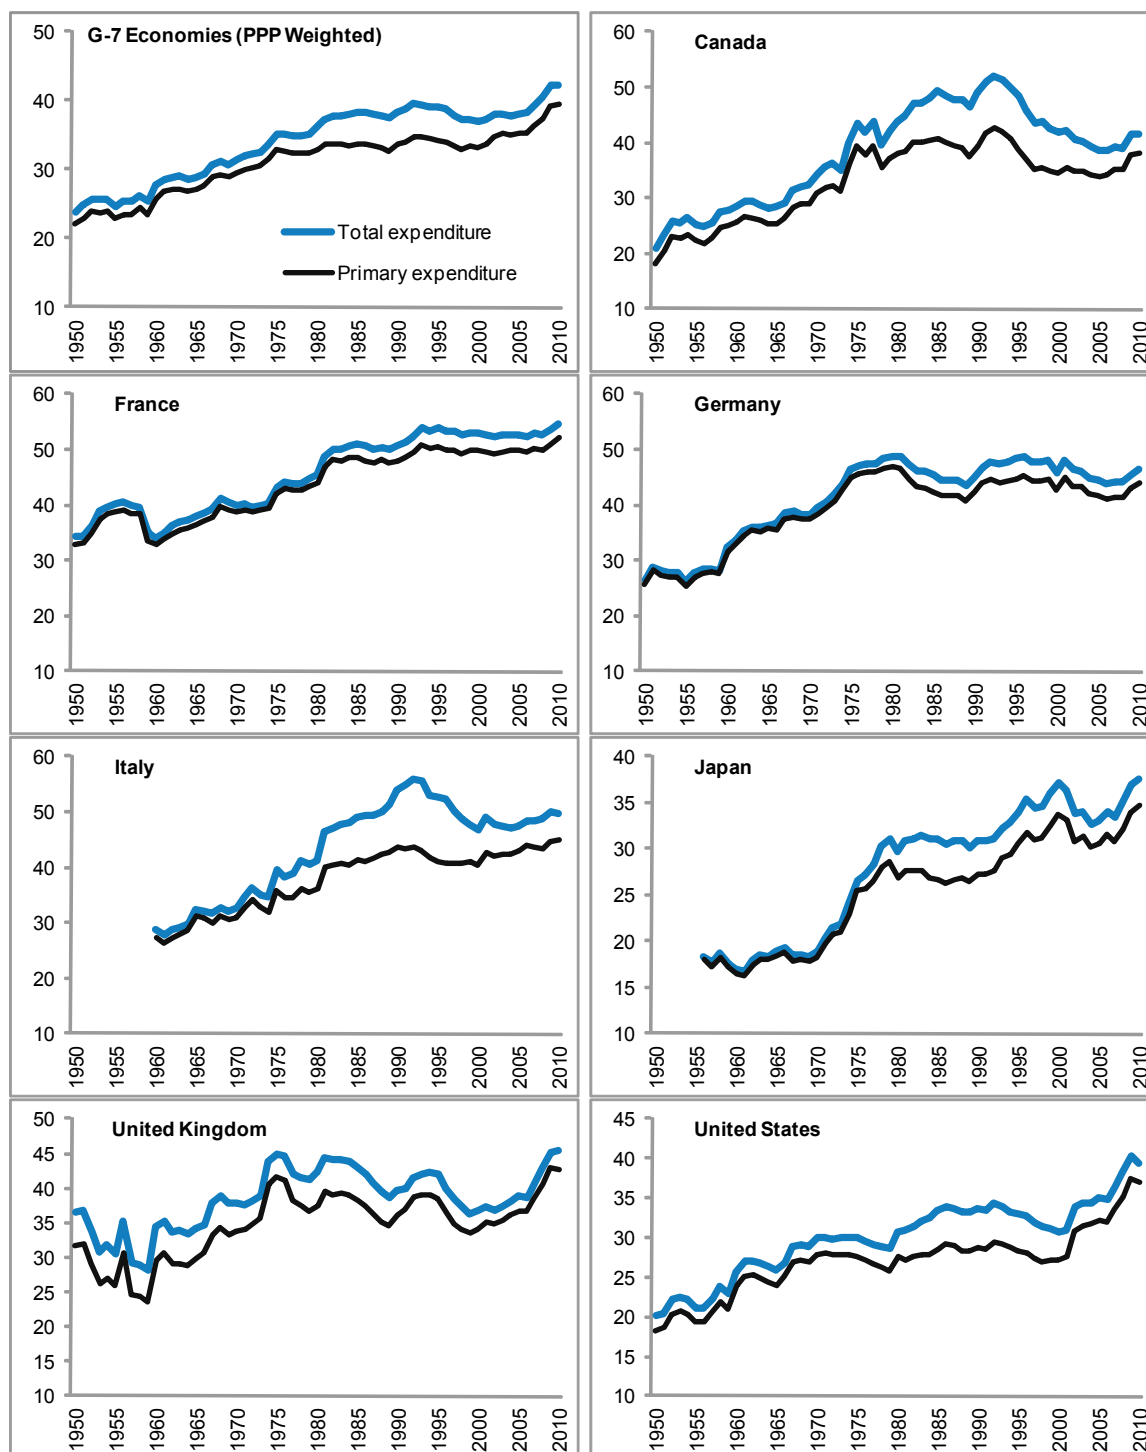 G-7 Economies (PPP Weighted)
50
40
30
20
10
Total expenditure
Primary expenditure
1950 1955 1960 1965 1970 1975 1980 1985 1990 1995 2000 2005 2010
Canada
60
50
40
30
20
10
1950 1955 1960 1965 1970 1975 1980 1985 1990 1995 2000 2005 2010
France
60
50
40
30
20
10
1950 1955 1960 1965 1970 1975 1980 1985 1990 1995 2000 2005 2010
Germany
60
50
40
30
20
10
1950 1955 1960 1965 1970 1975 1980 1985 1990 1995 2000 2005 2010
Italy
60
50
40
30
20
10
1950 1955 1960 1965 1970 1975 1980 1985 1990 1995 2000 2005 2010
Japan
40
35
30
25
20
15
10
1950 1955 1960 1965 1970 1975 1980 1985 1990 1995 2000 2005 2010
United Kingdom
50
45
40
35
30
25
20
15
10
1950 1955 1960 1965 1970 1975 1980 1985 1990 1995 2000 2005 2010
United States
45
40
35
30
25
20
15
10
1950 1955 1960 1965 1970 1975 1980 1985 1990 1995 2000 2005 2010